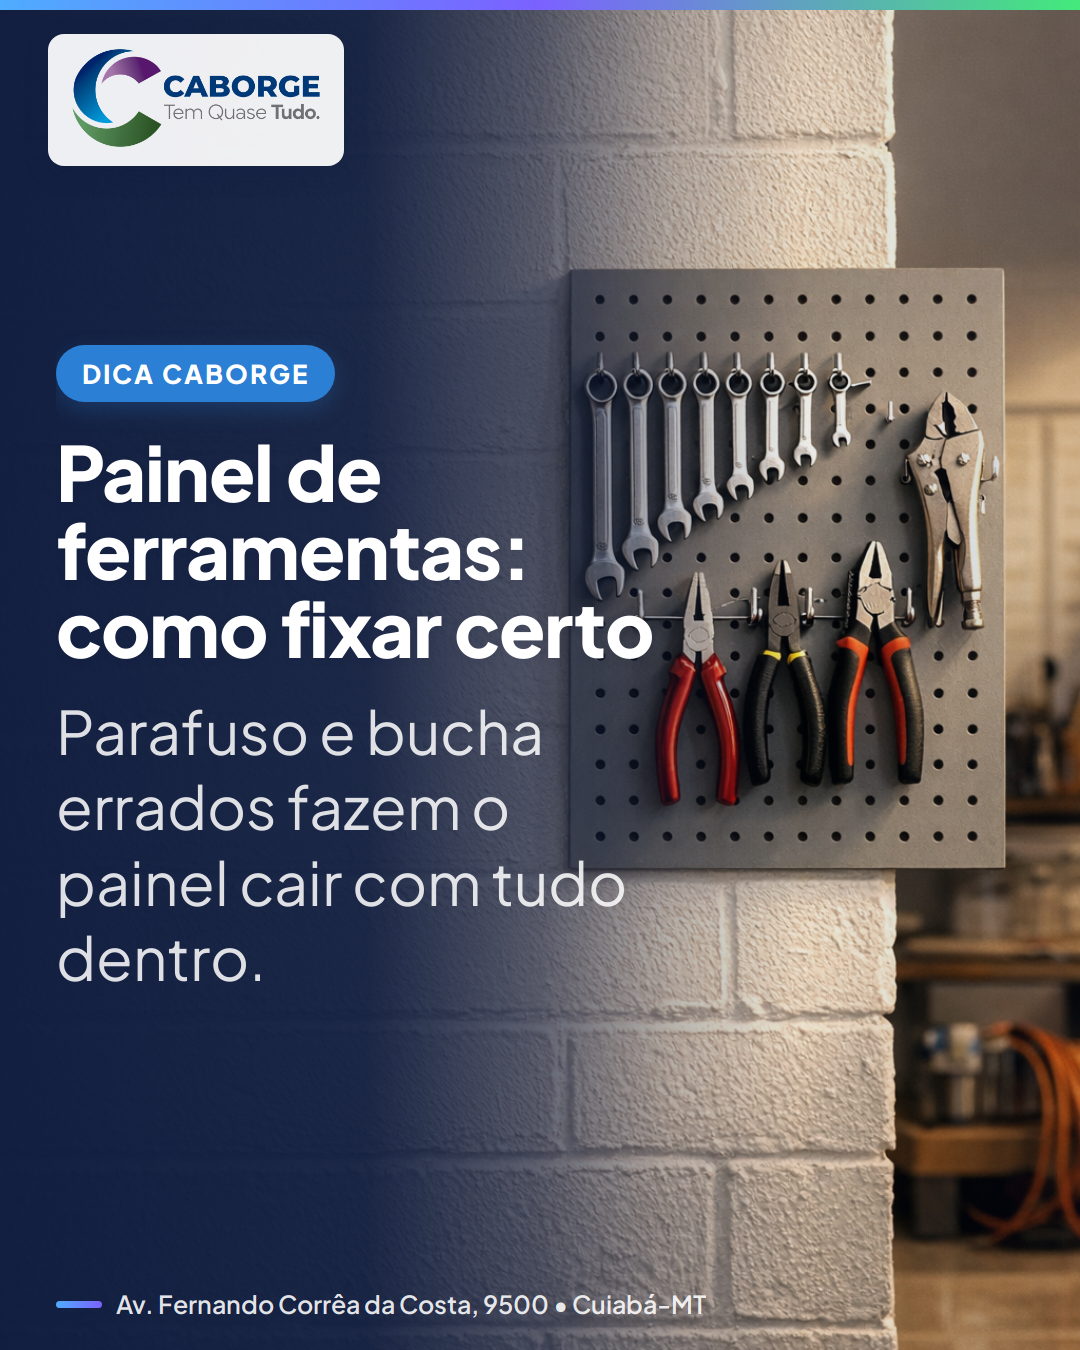 CABORGE
Tem Quase Tudo.
DICA CABORGE
Painel de
ferramentas:
como fixar certo
Parafuso e bucha
errados fazem o
painel cair com tudo
dentro.
Av. Fernando Corrêa da Costa, 9500 • Cuiabá-MT